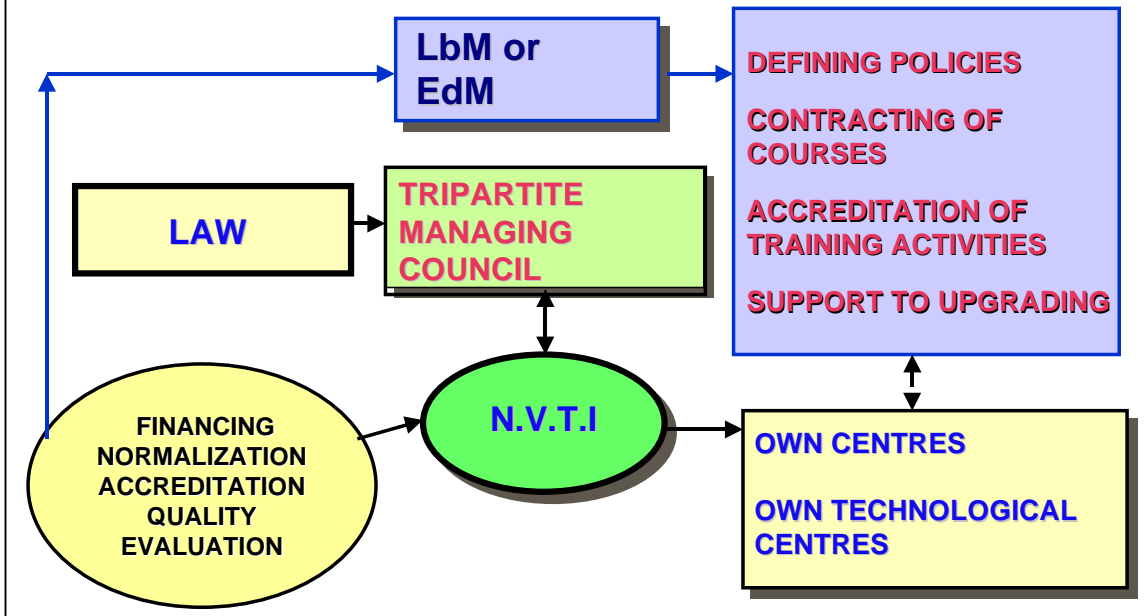 LbM or
EdM
DEFINING POLICIES
CONTRACTING OF
COURSES
ACCREDITATION OF
TRAINING ACTIVITIES
SUPPORT TO UPGRADING
LAW
TRIPARTITE
MANAGING
COUNCIL
FINANCING
NORMALIZATION
ACCREDITATION
QUALITY
EVALUATION
N.V.T.I
OWN CENTRES
OWN TECHNOLOGICAL
CENTRES